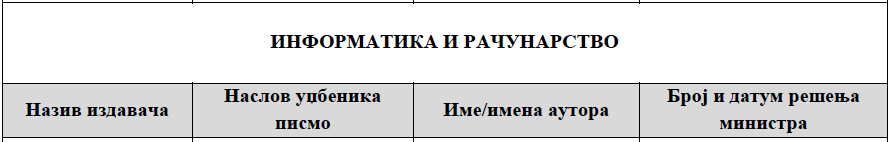 ИНФОРМАТИКА И РАЧУНАРСТВО
Назив издавача
Наслов уџбеника
писмо
Име/имена аутора
Број и датум решења
министра